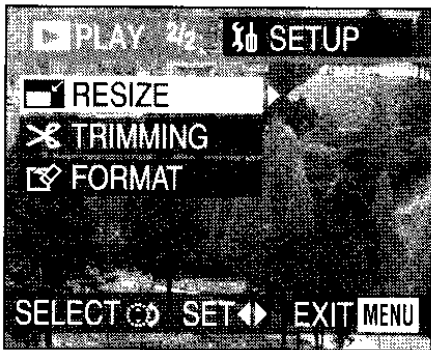 PLAY 2/2 SETUP
RESIZE
TRIMMING
FORMAT
SELECT SET EXIT MENU